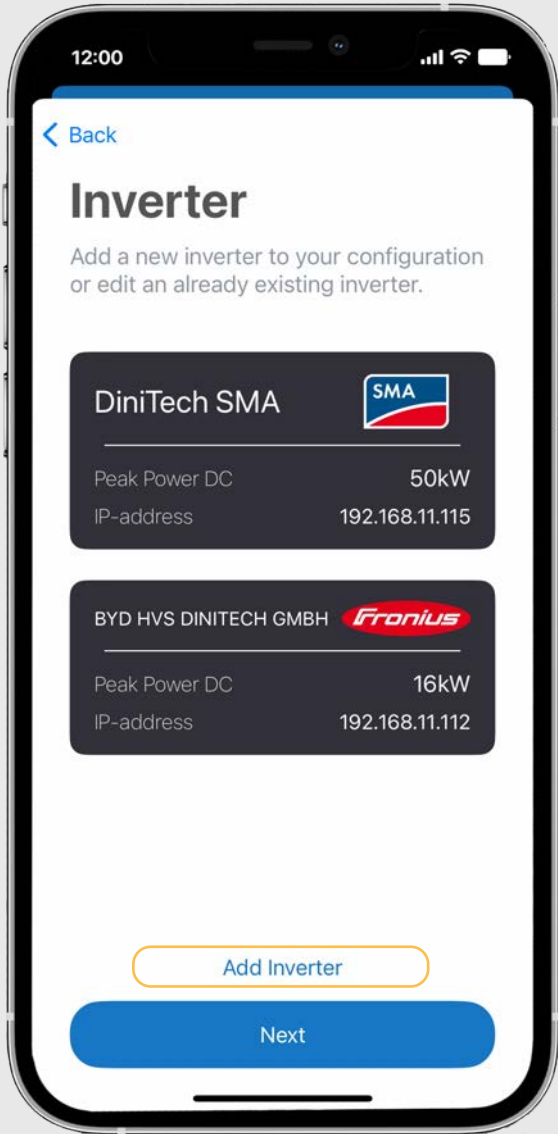 12:00
Back
Inverter
Add a new inverter to your configuration
or edit an already existing inverter.
DiniTech SMA
SMA
Peak Power DC 50kW
IP-address 192.168.11.115
BYD HVS DINITECH GMBH Fronius
Peak Power DC 16kW
IP-address 192.168.11.112
Add Inverter
Next